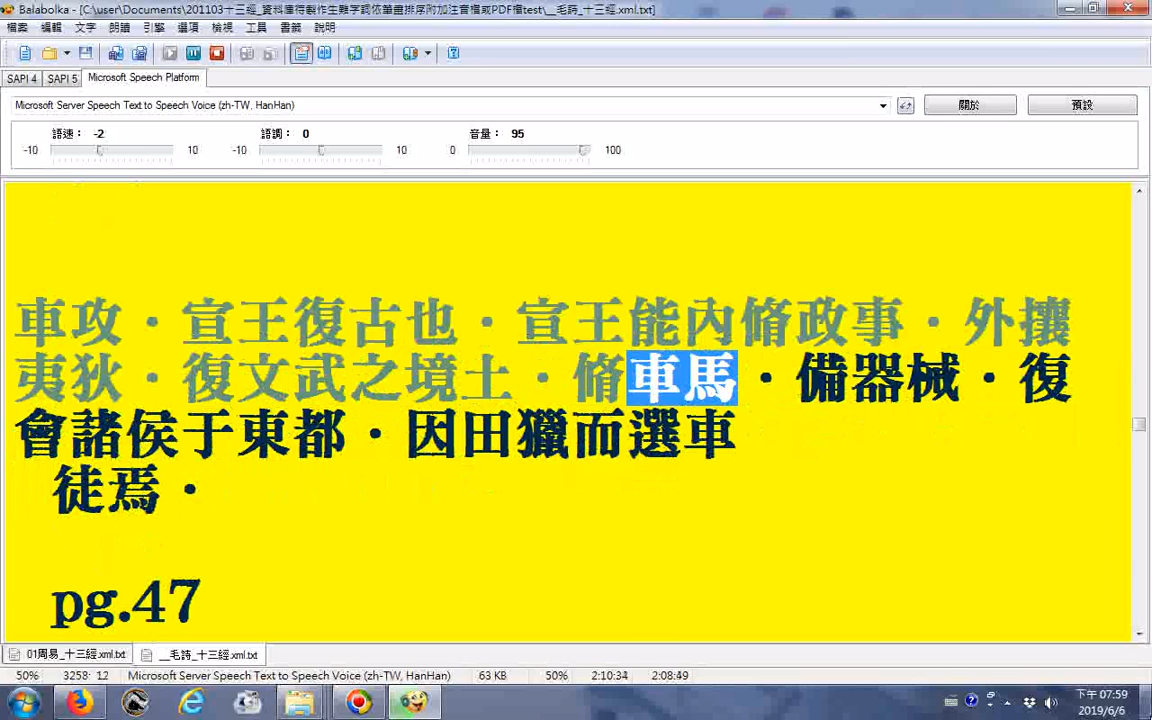 Balabolka - [C:\user\Documents\201103十三經_資料庫待製作生難字詞依筆畫排序附加注音檔或PDF檔test\__毛詩_十三經.xml.txt]
檔案 編輯 文字 朗讀 引擎 選項 檢視 工具 書籤 說明
SAPI 4 SAPI 5 Microsoft Speech Platform
Microsoft Server Speech Text to Speech Voice (zh-TW, HanHan) 關於 預設
語速： -2 語調： 0 音量： 95
-10 10 -10 10 0 100
車攻．宣王復古也．宣王能內脩政事．外攘
夷狄．復文武之境土．脩車馬．備器械．復
會諸侯于東都．因田獵而選車
徒焉．
pg.47
01周易_十三經.xml.txt __毛詩_十三經.xml.txt
50% 3258: 12 Microsoft Server Speech Text to Speech Voice (zh-TW, HanHan) 63 KB 50% 2:10:34 2:08:49
下午 07:59
2019/6/6